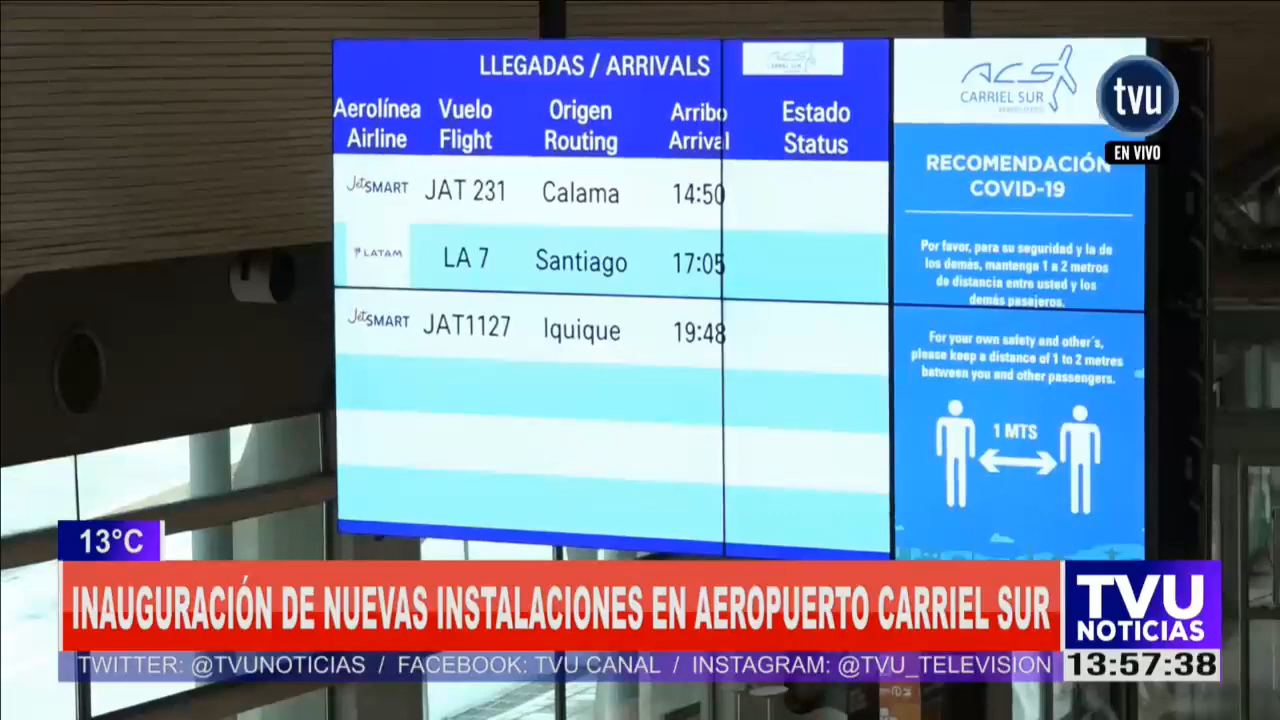 LLEGADAS / ARRIVALS
Aerolínea Vuelo Origen Arribo Estado
Airline Flight Routing Arrival Status
JetSMART JAT 231 Calama 14:50
LATAM LA 7 Santiago 17:05
JetSMART JAT1127 Iquique 19:48
ACS
CARRIEL SUR
RECOMENDACIÓN
COVID-19
Por favor, para su seguridad y la de
los demás, mantenga 1 a 2 metros
de distancia entre usted y los
demás pasajeros.
For your own safety and other´s,
please keep a distance of 1 to 2 metres
between you and other passengers.
1 MTS
tvu
EN VIVO
13°C
INAUGURACIÓN DE NUEVAS INSTALACIONES EN AEROPUERTO CARRIEL SUR
TWITTER: @TVUNOTICIAS / FACEBOOK: TVU CANAL / INSTAGRAM: @TVU_TELEVISION
TVU
NOTICIAS
13:57:38